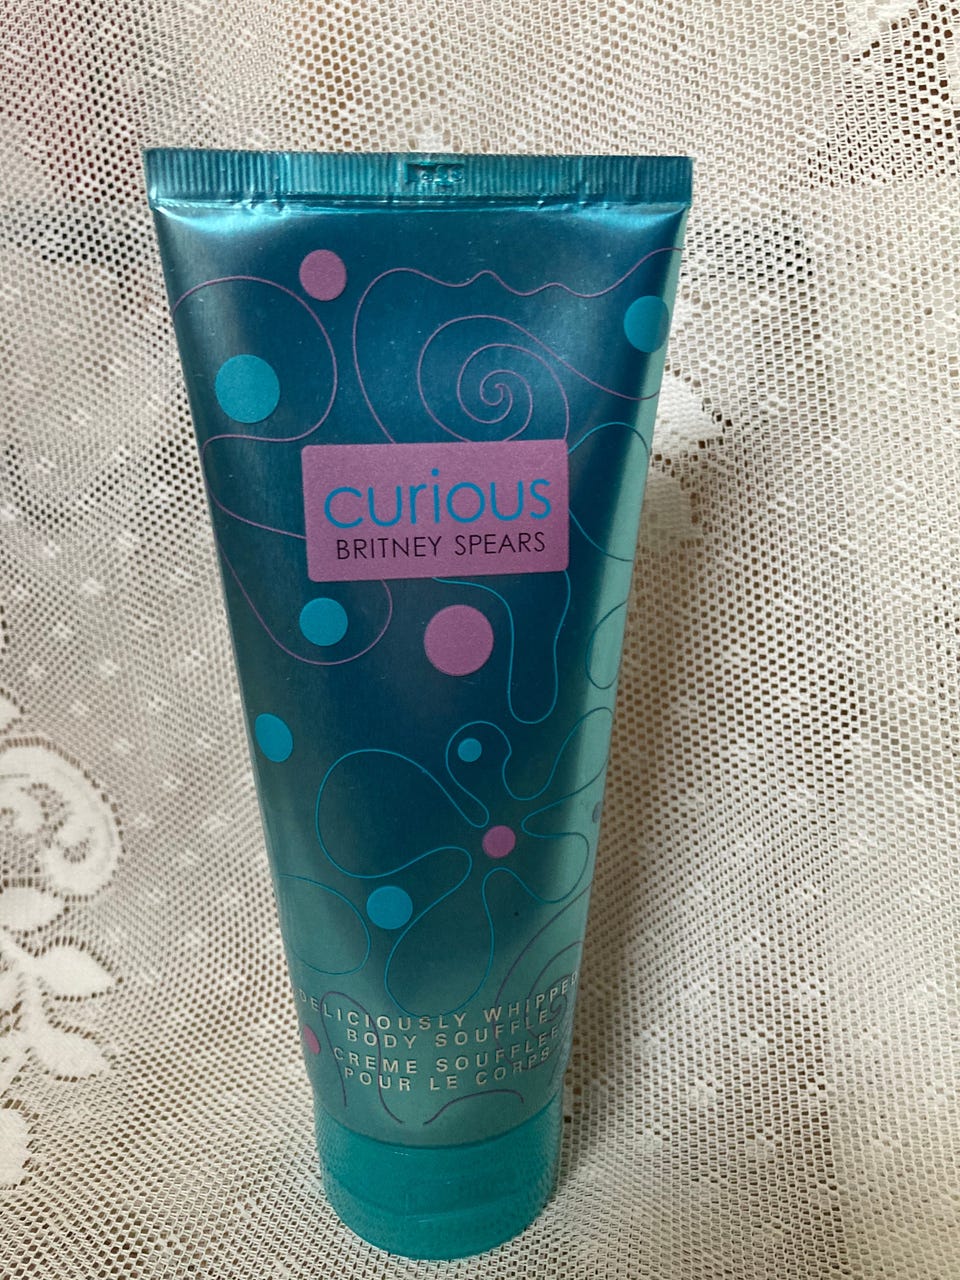 curious
BRITNEY SPEARS
DELICIOUSLY WHIPPED
BODY SOUFFLE
CREME SOUFFLEE
POUR LE CORPS